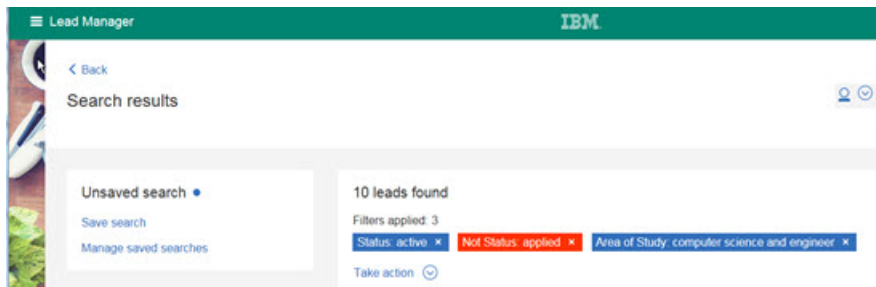 Lead Manager
IBM.
Back
Search results
Unsaved search
Save search
Manage saved searches
10 leads found
Filters applied: 3
Status: active × Not Status: applied × Area of Study: computer science and engineer ×
Take action